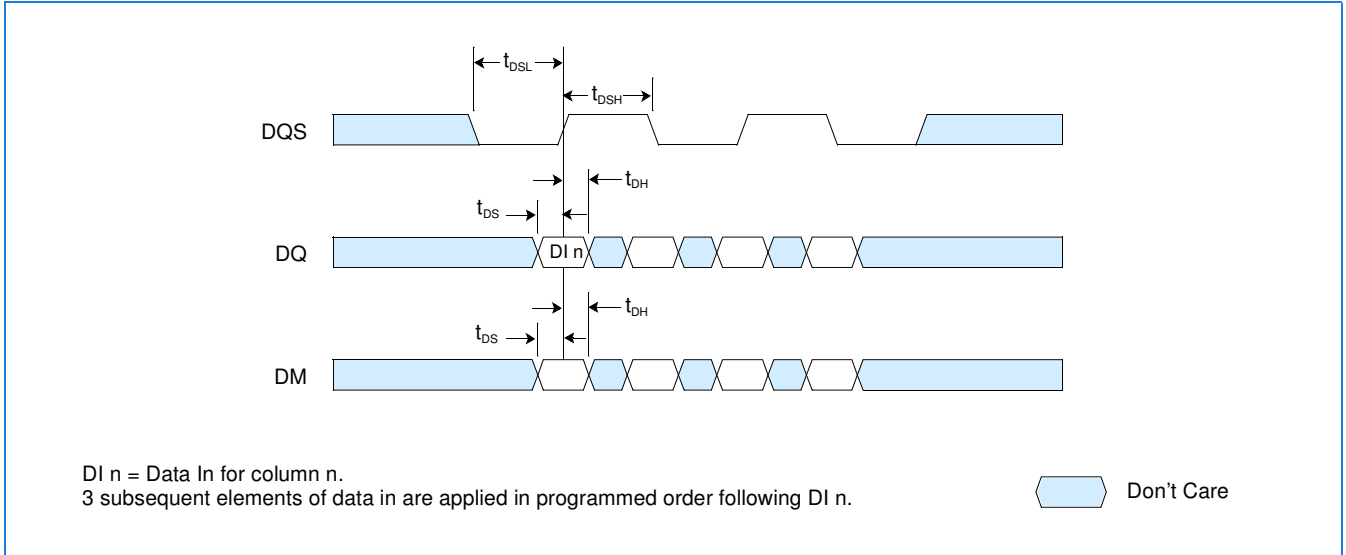 tDSL
tDSH
DQS
tDH
tDS
DQ
DI n
tDH
tDS
DM
DI n = Data In for column n.
3 subsequent elements of data in are applied in programmed order following DI n.
Don't Care